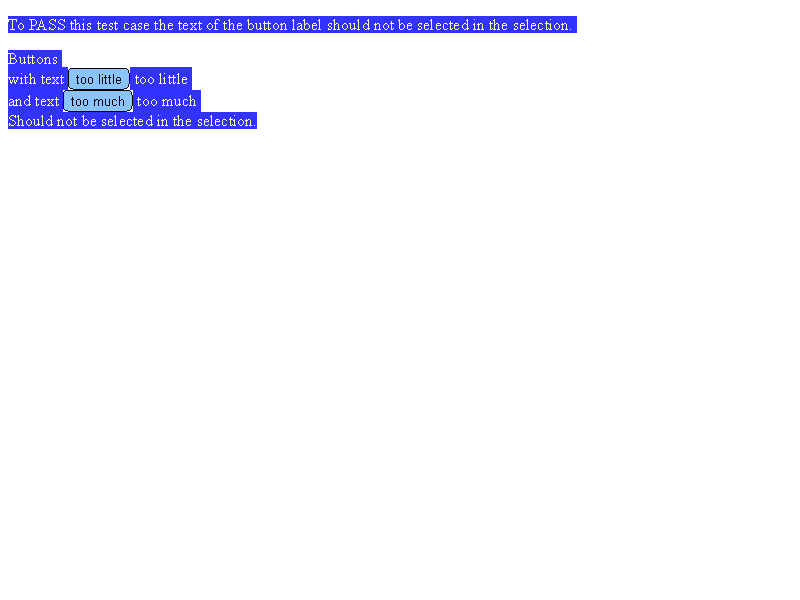 To PASS this test case the text of the button label should not be selected in the selection.
Buttons
with text too little too little
and text too much too much
Should not be selected in the selection.